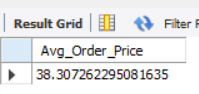 Result Grid Filter
Avg_Order_Price
38.307262295081635